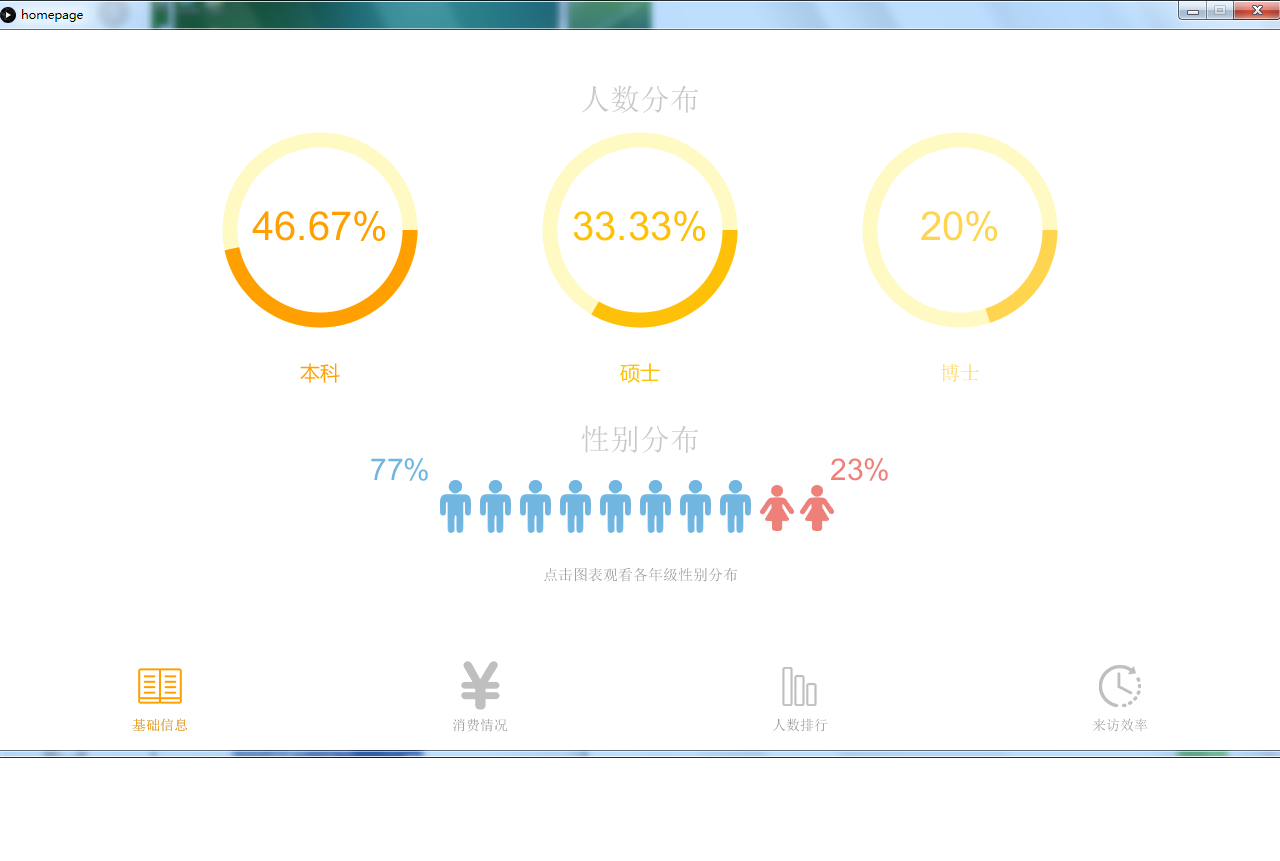 homepage
人数分布
46.67%
33.33%
20%
本科
硕士
博士
性别分布
77%
23%
点击图表观看各年级性别分布
基础信息
消费情况
人数排行
来访效率